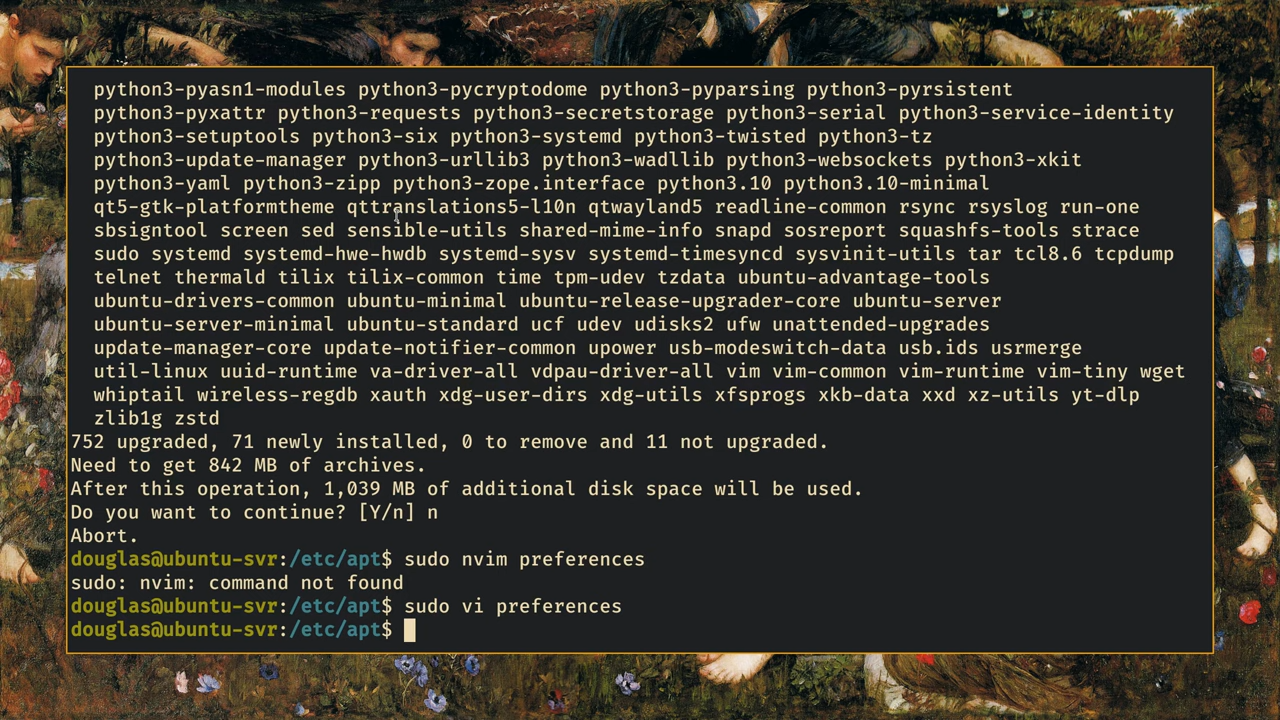 python3-pyasn1-modules python3-pycryptodome python3-pyparsing python3-pyrsistent
python3-pyxattr python3-requests python3-secretstorage python3-serial python3-service-identity
python3-setuptools python3-six python3-systemd python3-twisted python3-tz
python3-update-manager python3-urllib3 python3-wadllib python3-websockets python3-xkit
python3-yaml python3-zipp python3-zope.interface python3.10 python3.10-minimal
qt5-gtk-platformtheme qttranslations5-l10n qtwayland5 readline-common rsync rsyslog run-one
sbsigntool screen sed sensible-utils shared-mime-info snapd sosreport squashfs-tools strace
sudo systemd systemd-hwe-hwdb systemd-sysv systemd-timesyncd sysvinit-utils tar tcl8.6 tcpdump
telnet thermald tilix tilix-common time tpm-udev tzdata ubuntu-advantage-tools
ubuntu-drivers-common ubuntu-minimal ubuntu-release-upgrader-core ubuntu-server
ubuntu-server-minimal ubuntu-standard ucf udev udisks2 ufw unattended-upgrades
update-manager-core update-notifier-common upower usb-modeswitch-data usb.ids usrmerge
util-linux uuid-runtime va-driver-all vdpau-driver-all vim vim-common vim-runtime vim-tiny wget
whiptail wireless-regdb xauth xdg-user-dirs xdg-utils xfsprogs xkb-data xxd xz-utils yt-dlp
zlib1g zstd
752 upgraded, 71 newly installed, 0 to remove and 11 not upgraded.
Need to get 842 MB of archives.
After this operation, 1,039 MB of additional disk space will be used.
Do you want to continue? [Y/n] n
Abort.
douglas@ubuntu-svr:/etc/apt$ sudo nvim preferences
sudo: nvim: command not found
douglas@ubuntu-svr:/etc/apt$ sudo vi preferences
douglas@ubuntu-svr:/etc/apt$